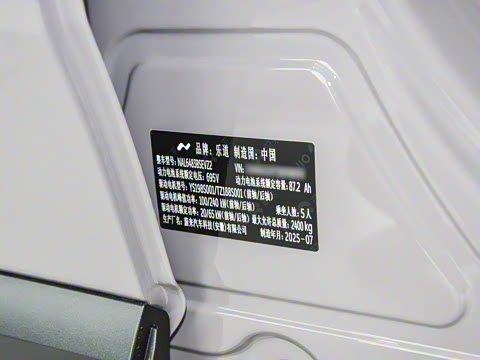 品牌：乐道 制造国：中国
整车型号：NAL6483BSEVZ2 VIN:
动力电池系统额定电压：695V 动力电池系统额定容量：87.2 Ah
驱动电机型号：YS198S001/TZ188S001 (前轴/后轴)
驱动电机峰值功率：100/240 kW (前轴/后轴) 乘坐人数：5人
驱动电机额定功率：20/65 kW (前轴/后轴) 最大允许总质量：2400 kg
生产厂名：蔚来汽车科技(安徽)有限公司 制造年月：2025-07